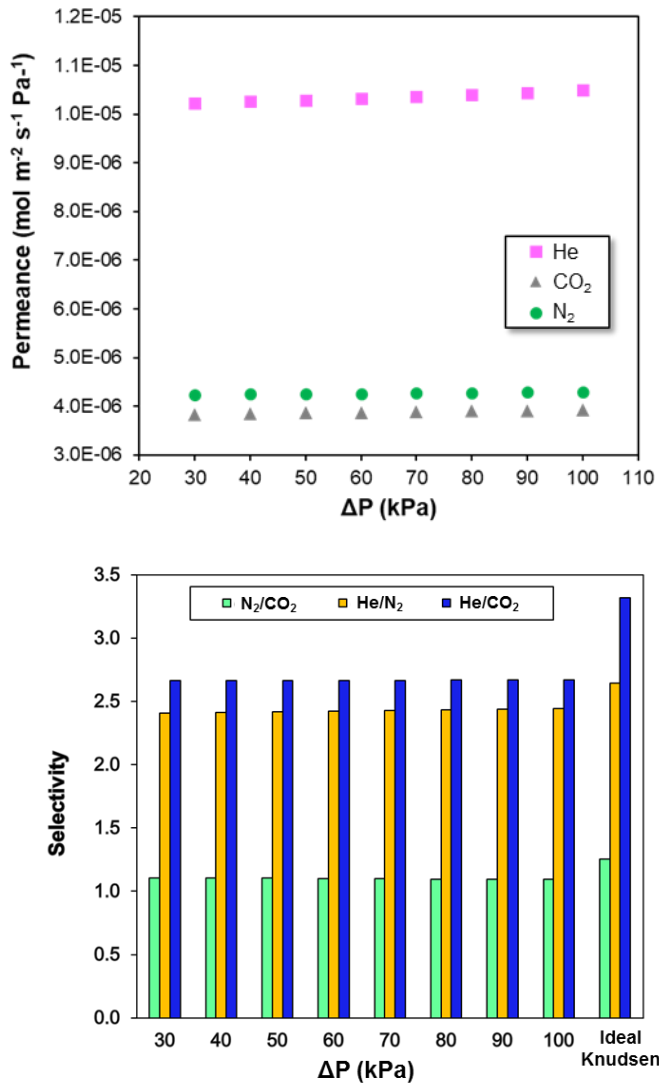 1.2E-05
1.1E-05
1.0E-05
9.0E-06
8.0E-06
7.0E-06
6.0E-06
5.0E-06
4.0E-06
3.0E-06
Permeance (mol m⁻² s⁻¹ Pa-¹)
He
CO₂
N₂
20 30 40 50 60 70 80 90 100 110
ΔP (kPa)
3.5
3.0
2.5
2.0
1.5
1.0
0.5
0.0
Selectivity
N₂/CO₂ He/N₂ He/CO₂
30 40 50 60 70 80 90 100 Ideal
Knudsen
ΔP (kPa)